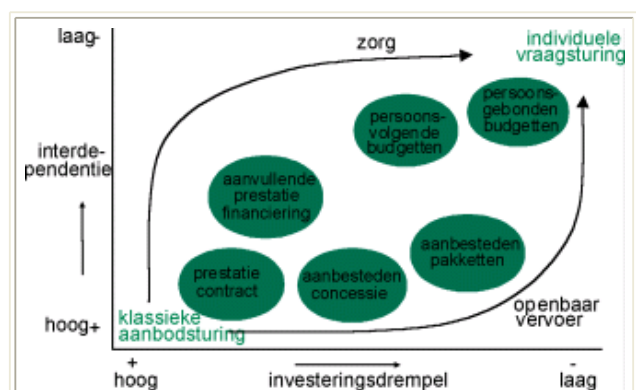 laag-
zorg
individuele
vraagsturing
persoons-
volgende
budgetten
persoons-
gebonden
budgetten
interde-
pendentie
aanvullende
prestatie
financiering
prestatie
contract
aanbesteden
concessie
aanbesteden
pakketten
hoog+
klassieke
aanbodsturing
openbaar
vervoer
+
hoog
investeringsdrempel
-
laag